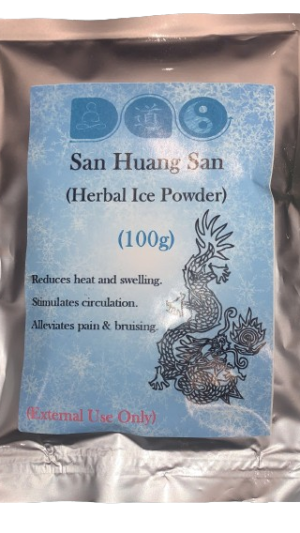 DAO
San Huang San
(Herbal Ice Powder)
(100g)
Reduces heat and swelling.
Stimulates circulation.
Alleviates pain & bruising.
(External Use Only)